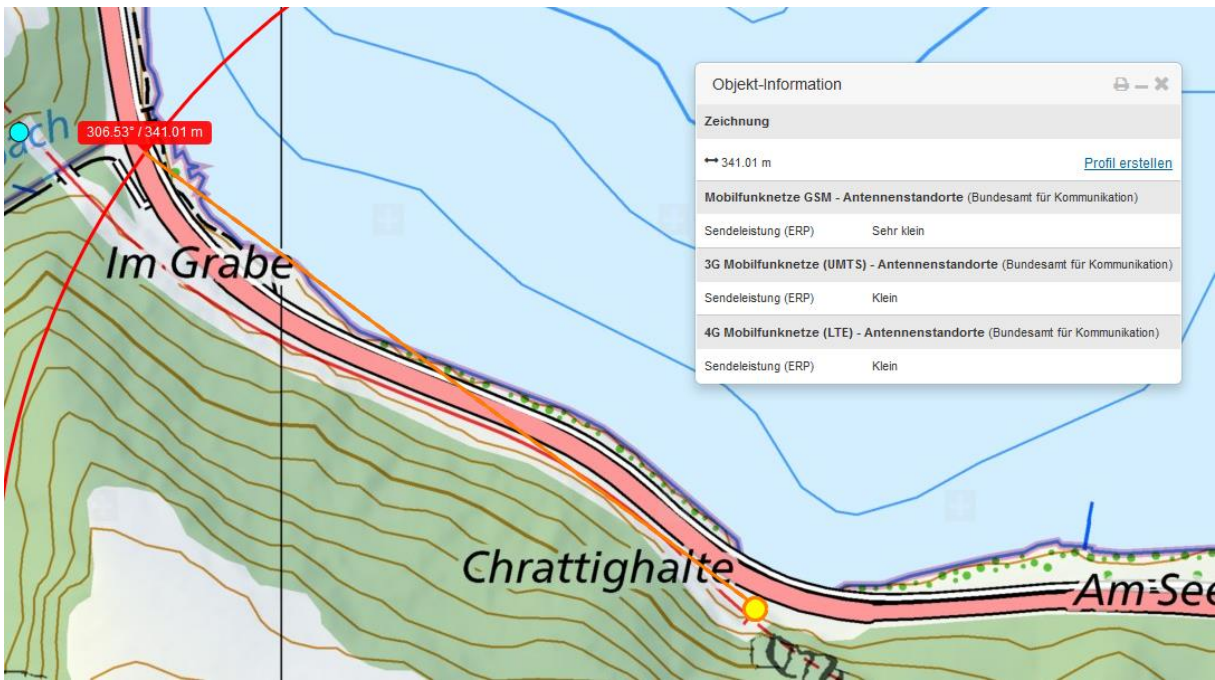 Objekt-Information
Zeichnung
341.01 m Profil erstellen
Mobilfunknetze GSM - Antennenstandorte (Bundesamt für Kommunikation)
Sendeleistung (ERP) Sehr klein
3G Mobilfunknetze (UMTS) - Antennenstandorte (Bundesamt für Kommunikation)
Sendeleistung (ERP) Klein
4G Mobilfunknetze (LTE) - Antennenstandorte (Bundesamt für Kommunikation)
Sendeleistung (ERP) Klein
ach
306.53° / 341.01 m
Im Grabe
Chrattighalte
Am See